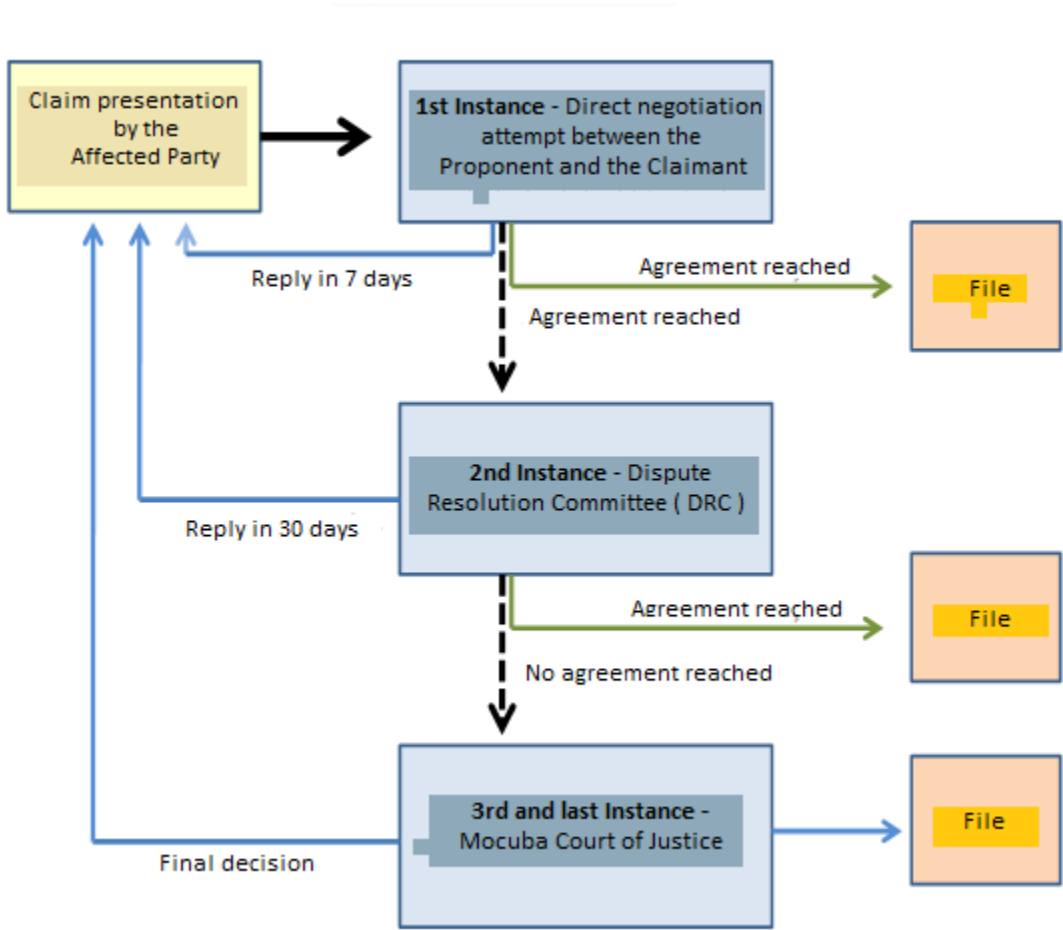 Claim presentation
by the
Affected Party
1st Instance - Direct negotiation
attempt between the
Proponent and the Claimant
Reply in 7 days
Agreement reached
File
Agreement reached
2nd Instance - Dispute
Resolution Committee ( DRC )
Reply in 30 days
Agreement reached
File
No agreement reached
3rd and last Instance -
Mocuba Court of Justice
File
Final decision